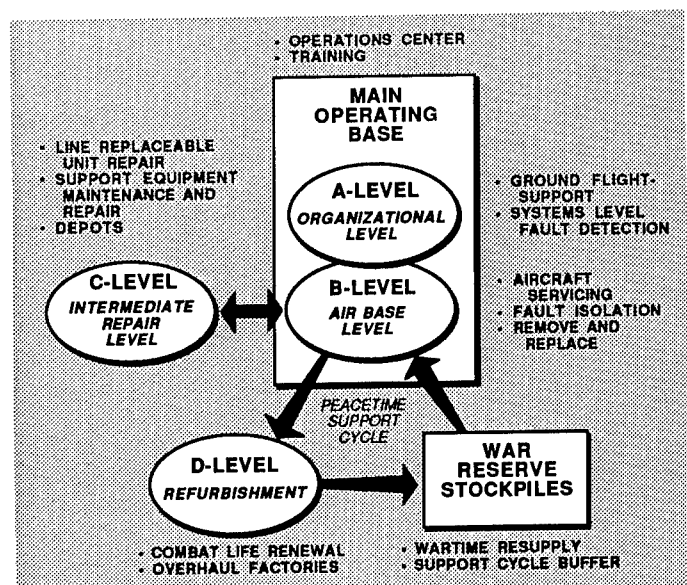 • OPERATIONS CENTER
• TRAINING
MAIN
OPERATING
BASE
• LINE REPLACEABLE
UNIT REPAIR
• SUPPORT EQUIPMENT
MAINTENANCE AND
REPAIR
• DEPOTS
A-LEVEL
ORGANIZATIONAL
LEVEL
• GROUND FLIGHT-
SUPPORT
• SYSTEMS LEVEL
FAULT DETECTION
C-LEVEL
INTERMEDIATE
REPAIR
LEVEL
B-LEVEL
AIR BASE
LEVEL
• AIRCRAFT
SERVICING
• FAULT ISOLATION
• REMOVE AND
REPLACE
PEACETIME
SUPPORT
CYCLE
D-LEVEL
REFURBISHMENT
WAR
RESERVE
STOCKPILES
• COMBAT LIFE RENEWAL
• OVERHAUL FACTORIES
• WARTIME RESUPPLY
• SUPPORT CYCLE BUFFER